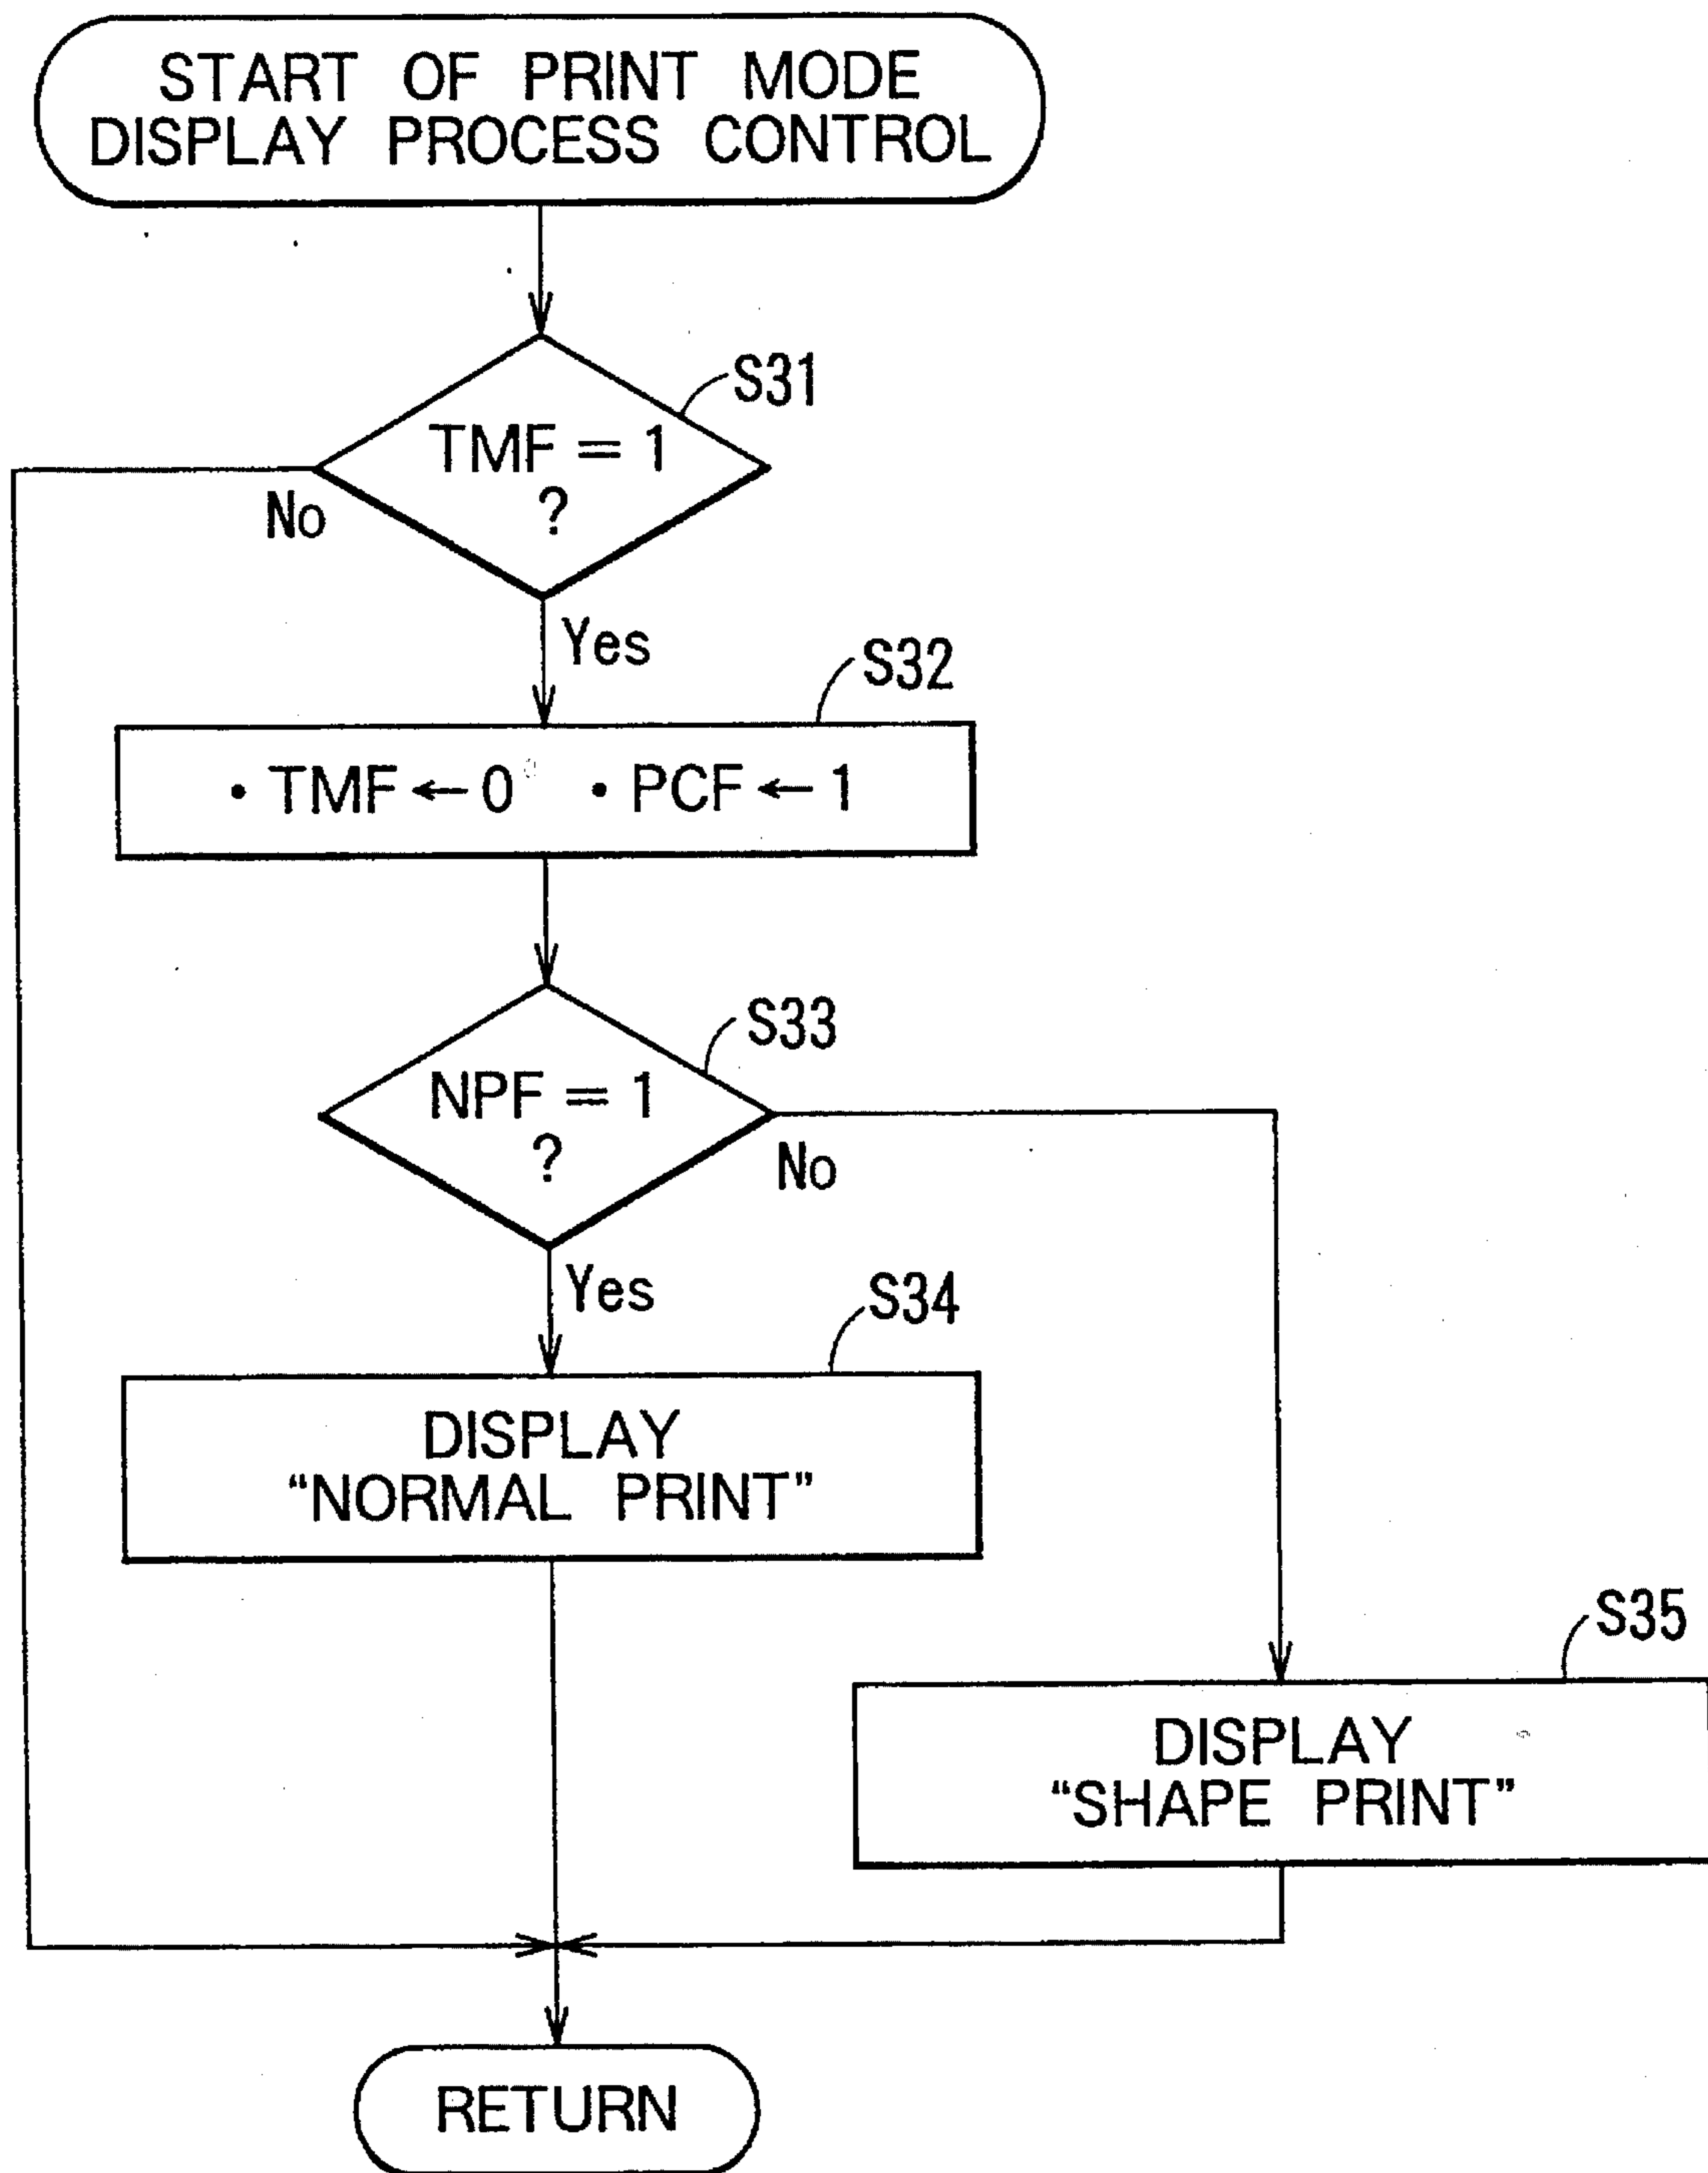 START OF PRINT MODE
DISPLAY PROCESS CONTROL
S31
TMF = 1
?
No
Yes
S32
・TMF←0 ・PCF←1
S33
NPF = 1
?
No
Yes
S34
DISPLAY
“NORMAL PRINT”
S35
DISPLAY
“SHAPE PRINT”
RETURN